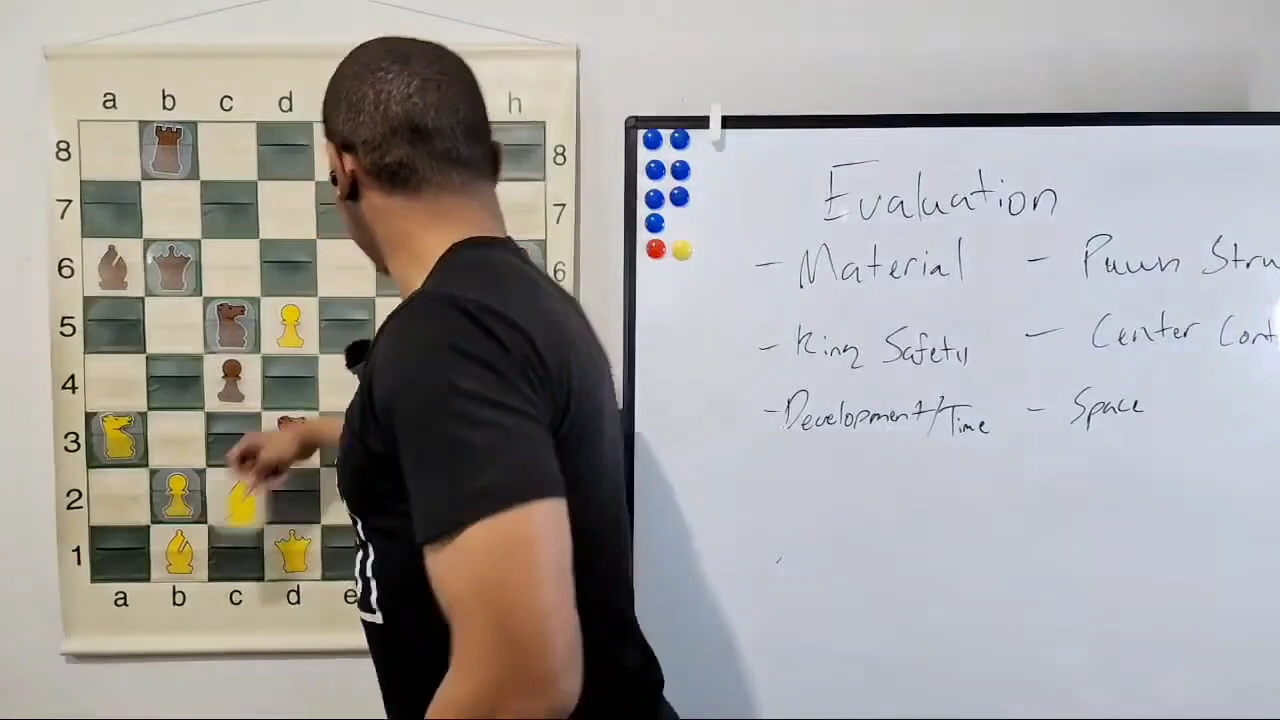 a b c d h
8 8
7 7
6 6
5
4
3
2
1
a b c d e
Evaluation
- Material - Pawn Stru
- King Safety - Center Cont
- Development/Time - Space